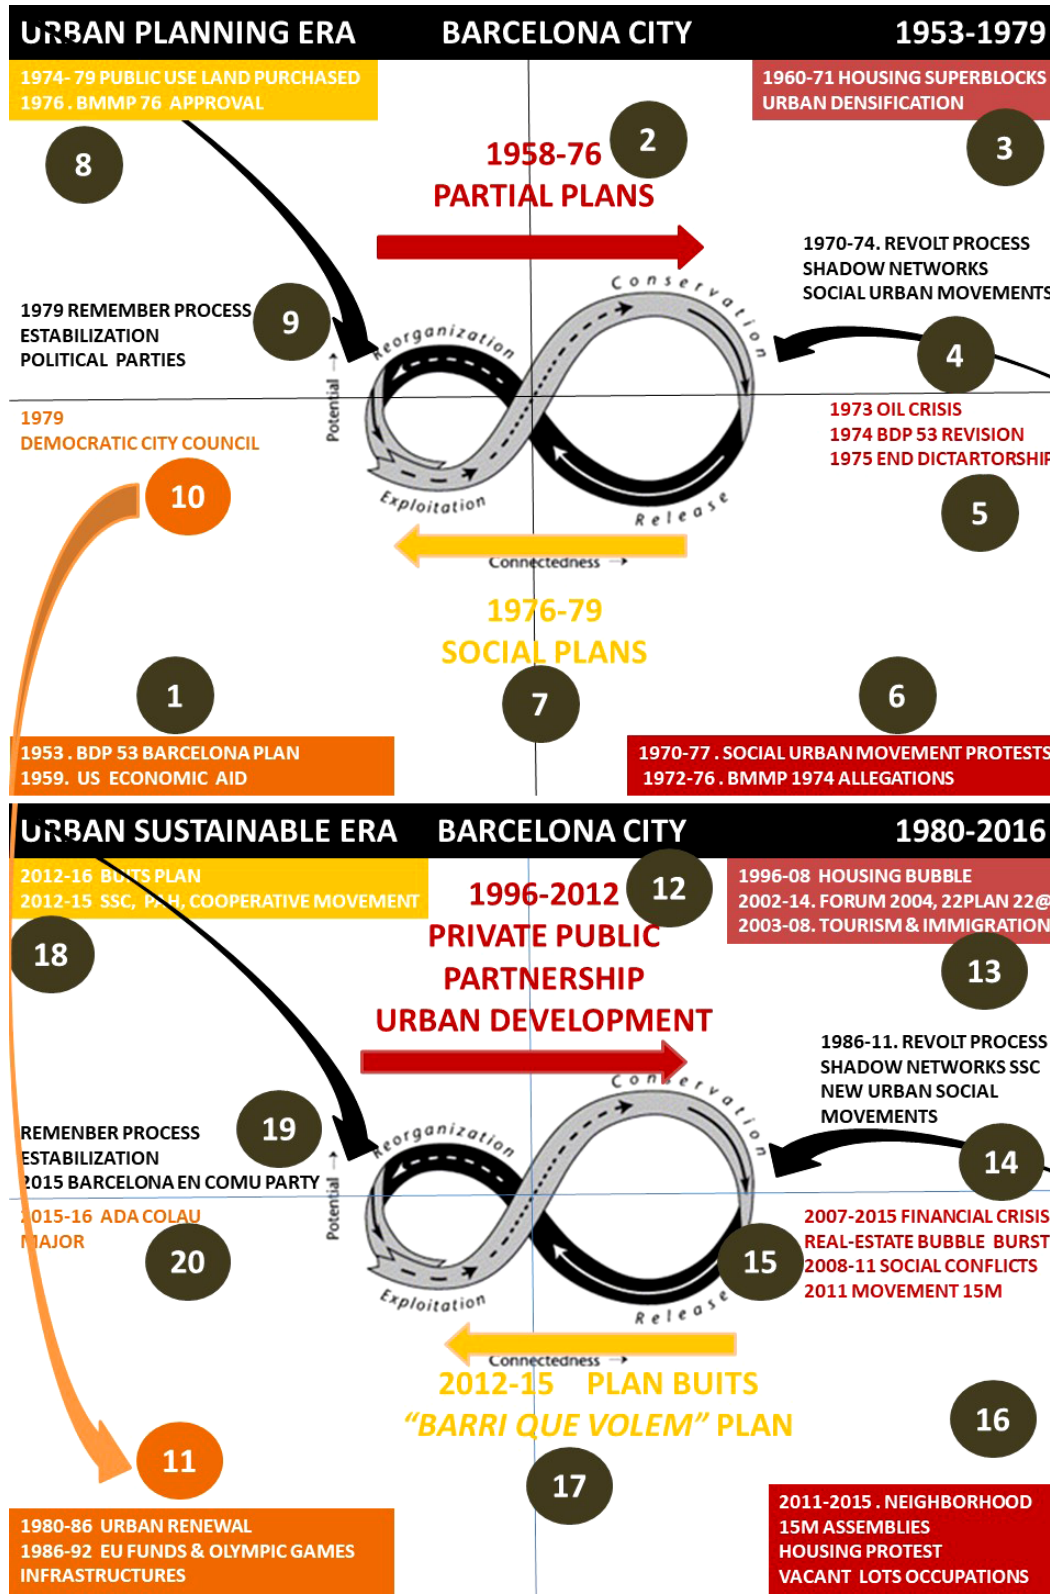 URBAN PLANNING ERA BARCELONA CITY 1953-1979
1974- 79 PUBLIC USE LAND PURCHASED
1976 . BMMP 76 APPROVAL
1960-71 HOUSING SUPERBLOCKS
URBAN DENSIFICATION
8
2
3
1958-76
PARTIAL PLANS
1970-74. REVOLT PROCESS
SHADOW NETWORKS
SOCIAL URBAN MOVEMENTS
4
1979 REMEMBER PROCESS
ESTABILIZATION
POLITICAL PARTIES
9
Reorganization
Conservation
Potential →
Exploitation
Release
Connectedness →
1979
DEMOCRATIC CITY COUNCIL
10
1973 OIL CRISIS
1974 BDP 53 REVISION
1975 END DICTARTORSHIP
5
1976-79
SOCIAL PLANS
1
7
6
1953 . BDP 53 BARCELONA PLAN
1959. US ECONOMIC AID
1970-77 . SOCIAL URBAN MOVEMENT PROTESTS
1972-76 . BMMP 1974 ALLEGATIONS
URBAN SUSTAINABLE ERA BARCELONA CITY 1980-2016
2012-16 BUITS PLAN
2012-15 SSC, PAH, COOPERATIVE MOVEMENT
1996-08 HOUSING BUBBLE
2002-14. FORUM 2004, 22PLAN 22@
2003-08. TOURISM & IMMIGRATION
18
12
13
1996-2012
PRIVATE PUBLIC
PARTNERSHIP
URBAN DEVELOPMENT
1986-11. REVOLT PROCESS
SHADOW NETWORKS SSC
NEW URBAN SOCIAL
MOVEMENTS
14
REMENBER PROCESS
ESTABILIZATION
2015 BARCELONA EN COMU PARTY
19
Reorganization
Conservation
Potential →
Exploitation
Release
Connectedness →
2015-16 ADA COLAU
MAJOR
20
15
2007-2015 FINANCIAL CRISIS
REAL-ESTATE BUBBLE BURST
2008-11 SOCIAL CONFLICTS
2011 MOVEMENT 15M
2012-15 PLAN BUITS
“BARRI QUE VOLEM” PLAN
11
17
16
1980-86 URBAN RENEWAL
1986-92 EU FUNDS & OLYMPIC GAMES
INFRASTRUCTURES
2011-2015 . NEIGHBORHOOD
15M ASSEMBLIES
HOUSING PROTEST
VACANT LOTS OCCUPATIONS